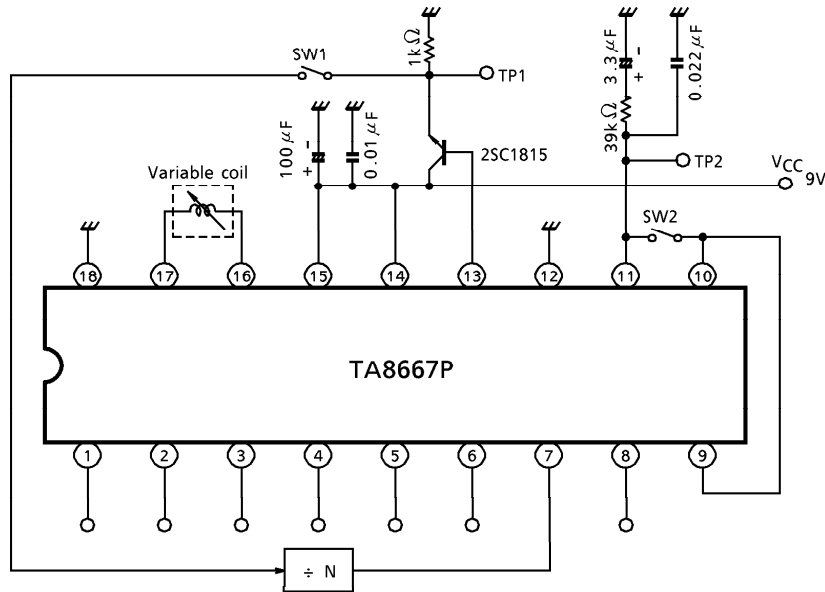 SW1
1kΩ
TP1
3.3μF
- +
0.022μF
39kΩ
100μF
- +
0.01μF
2SC1815
TP2
VCC 9V
Variable coil
SW2
18 17 16 15 14 13 12 11 10
TA8667P
1 2 3 4 5 6 7 8 9
÷ N